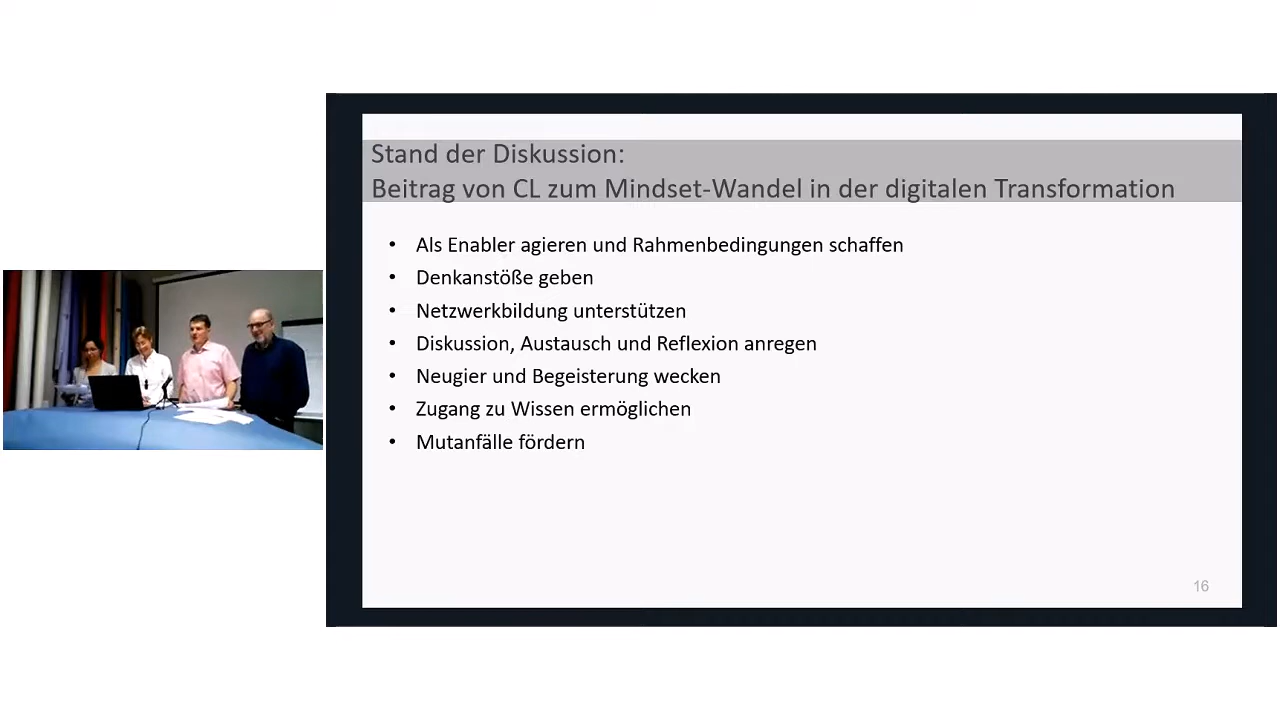 Stand der Diskussion:
Beitrag von CL zum Mindset-Wandel in der digitalen Transformation
• Als Enabler agieren und Rahmenbedingungen schaffen
• Denkanstöße geben
• Netzwerkbildung unterstützen
• Diskussion, Austausch und Reflexion anregen
• Neugier und Begeisterung wecken
• Zugang zu Wissen ermöglichen
• Mutanfälle fördern
16